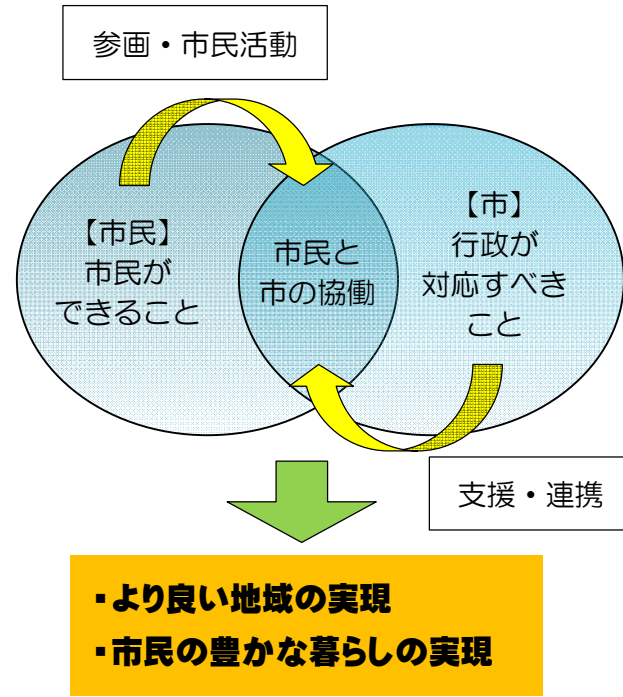 参画・市民活動
【市民】
市民が
できること
市民と
市の協働
【市】
行政が
対応すべき
こと
支援・連携
・より良い地域の実現
・市民の豊かな暮らしの実現